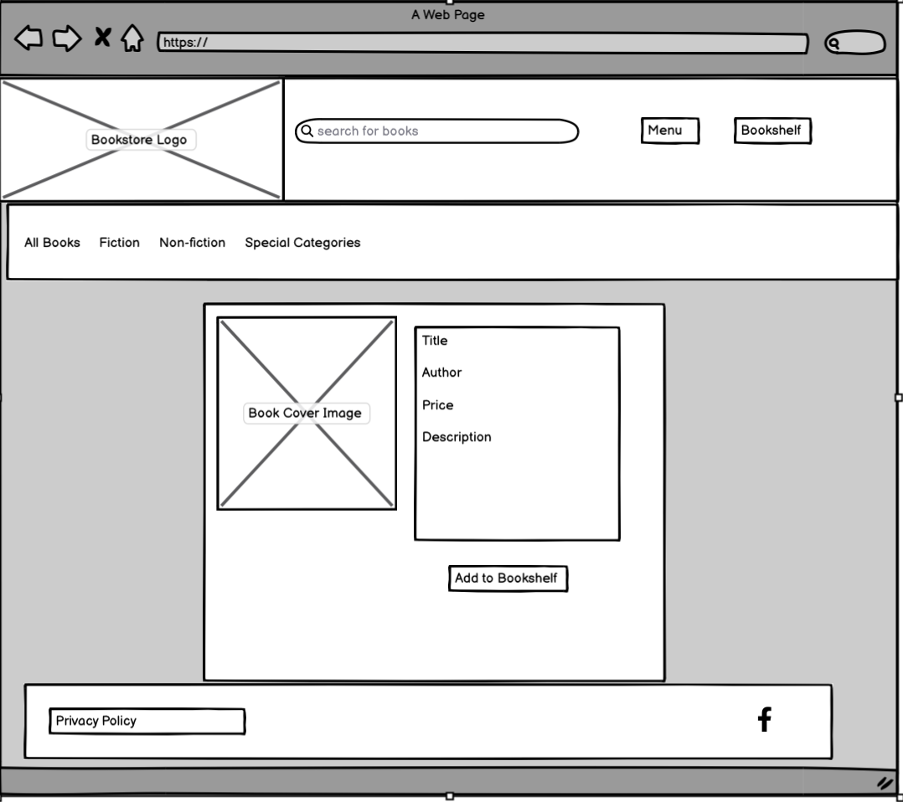 A Web Page
https://
Bookstore Logo
search for books
Menu
Bookshelf
All Books Fiction Non-fiction Special Categories
Book Cover Image
Title
Author
Price
Description
Add to Bookshelf
Privacy Policy